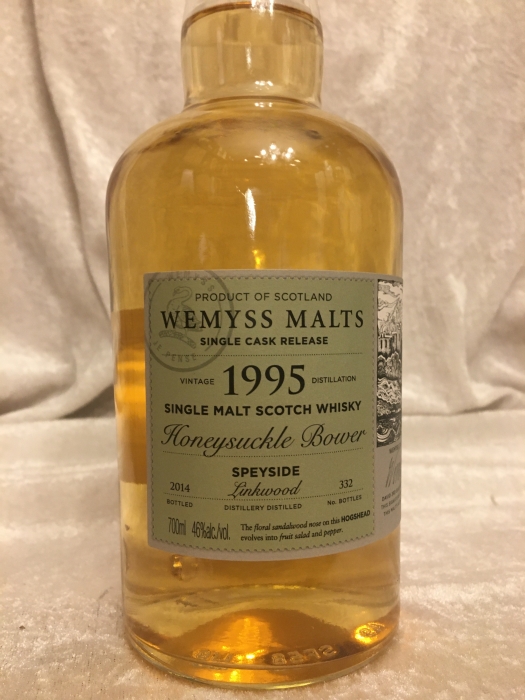 PRODUCT OF SCOTLAND
WEMYSS MALTS
SINGLE CASK RELEASE
VINTAGE 1995 DISTILLATION
SINGLE MALT SCOTCH WHISKY
Honeysuckle Bower
SPEYSIDE
2014 Linkwood 332
BOTTLED DISTILLERY DISTILLED No. BOTTLES
700ml 46%alc./vol. The floral sandalwood nose on this HOGSHEAD
evolves into fruit salad and pepper.